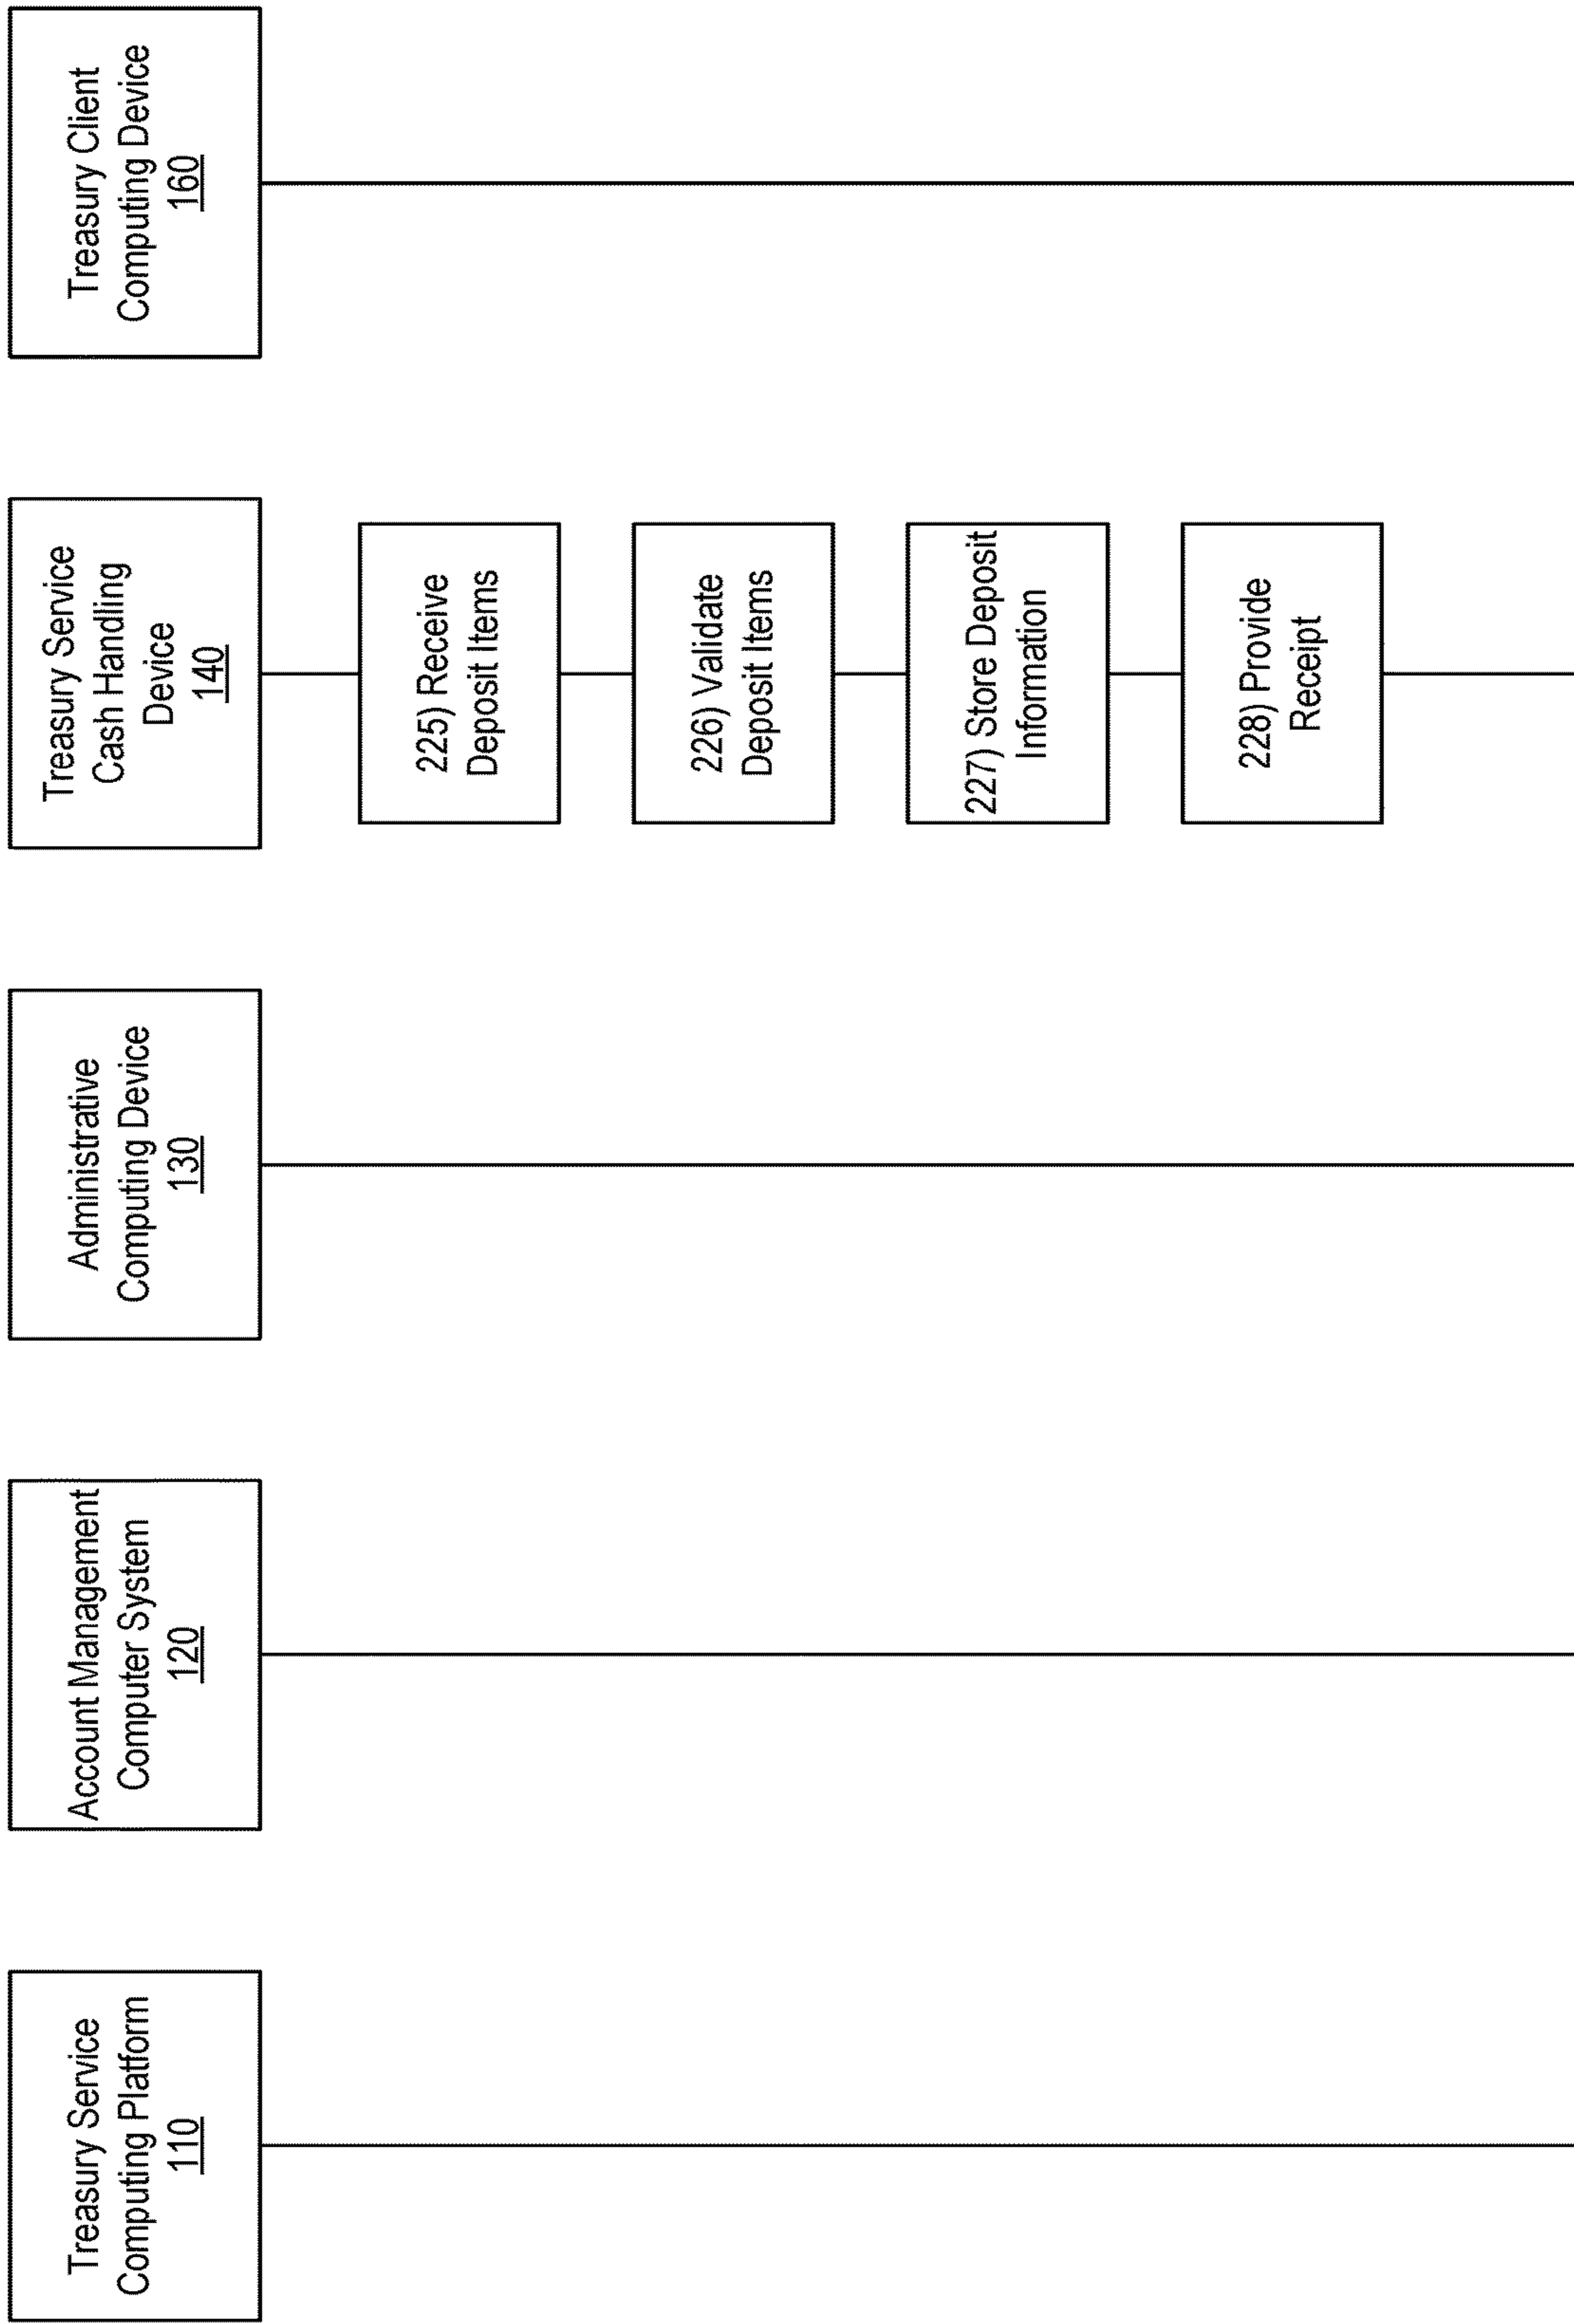 Treasury Service
Computing Platform
110
Account Management
Computer System
120
Administrative
Computing Device
130
Treasury Service
Cash Handling
Device
140
Treasury Client
Computing Device
160
225) Receive
Deposit Items
226) Validate
Deposit Items
227) Store Deposit
Information
228) Provide
Receipt